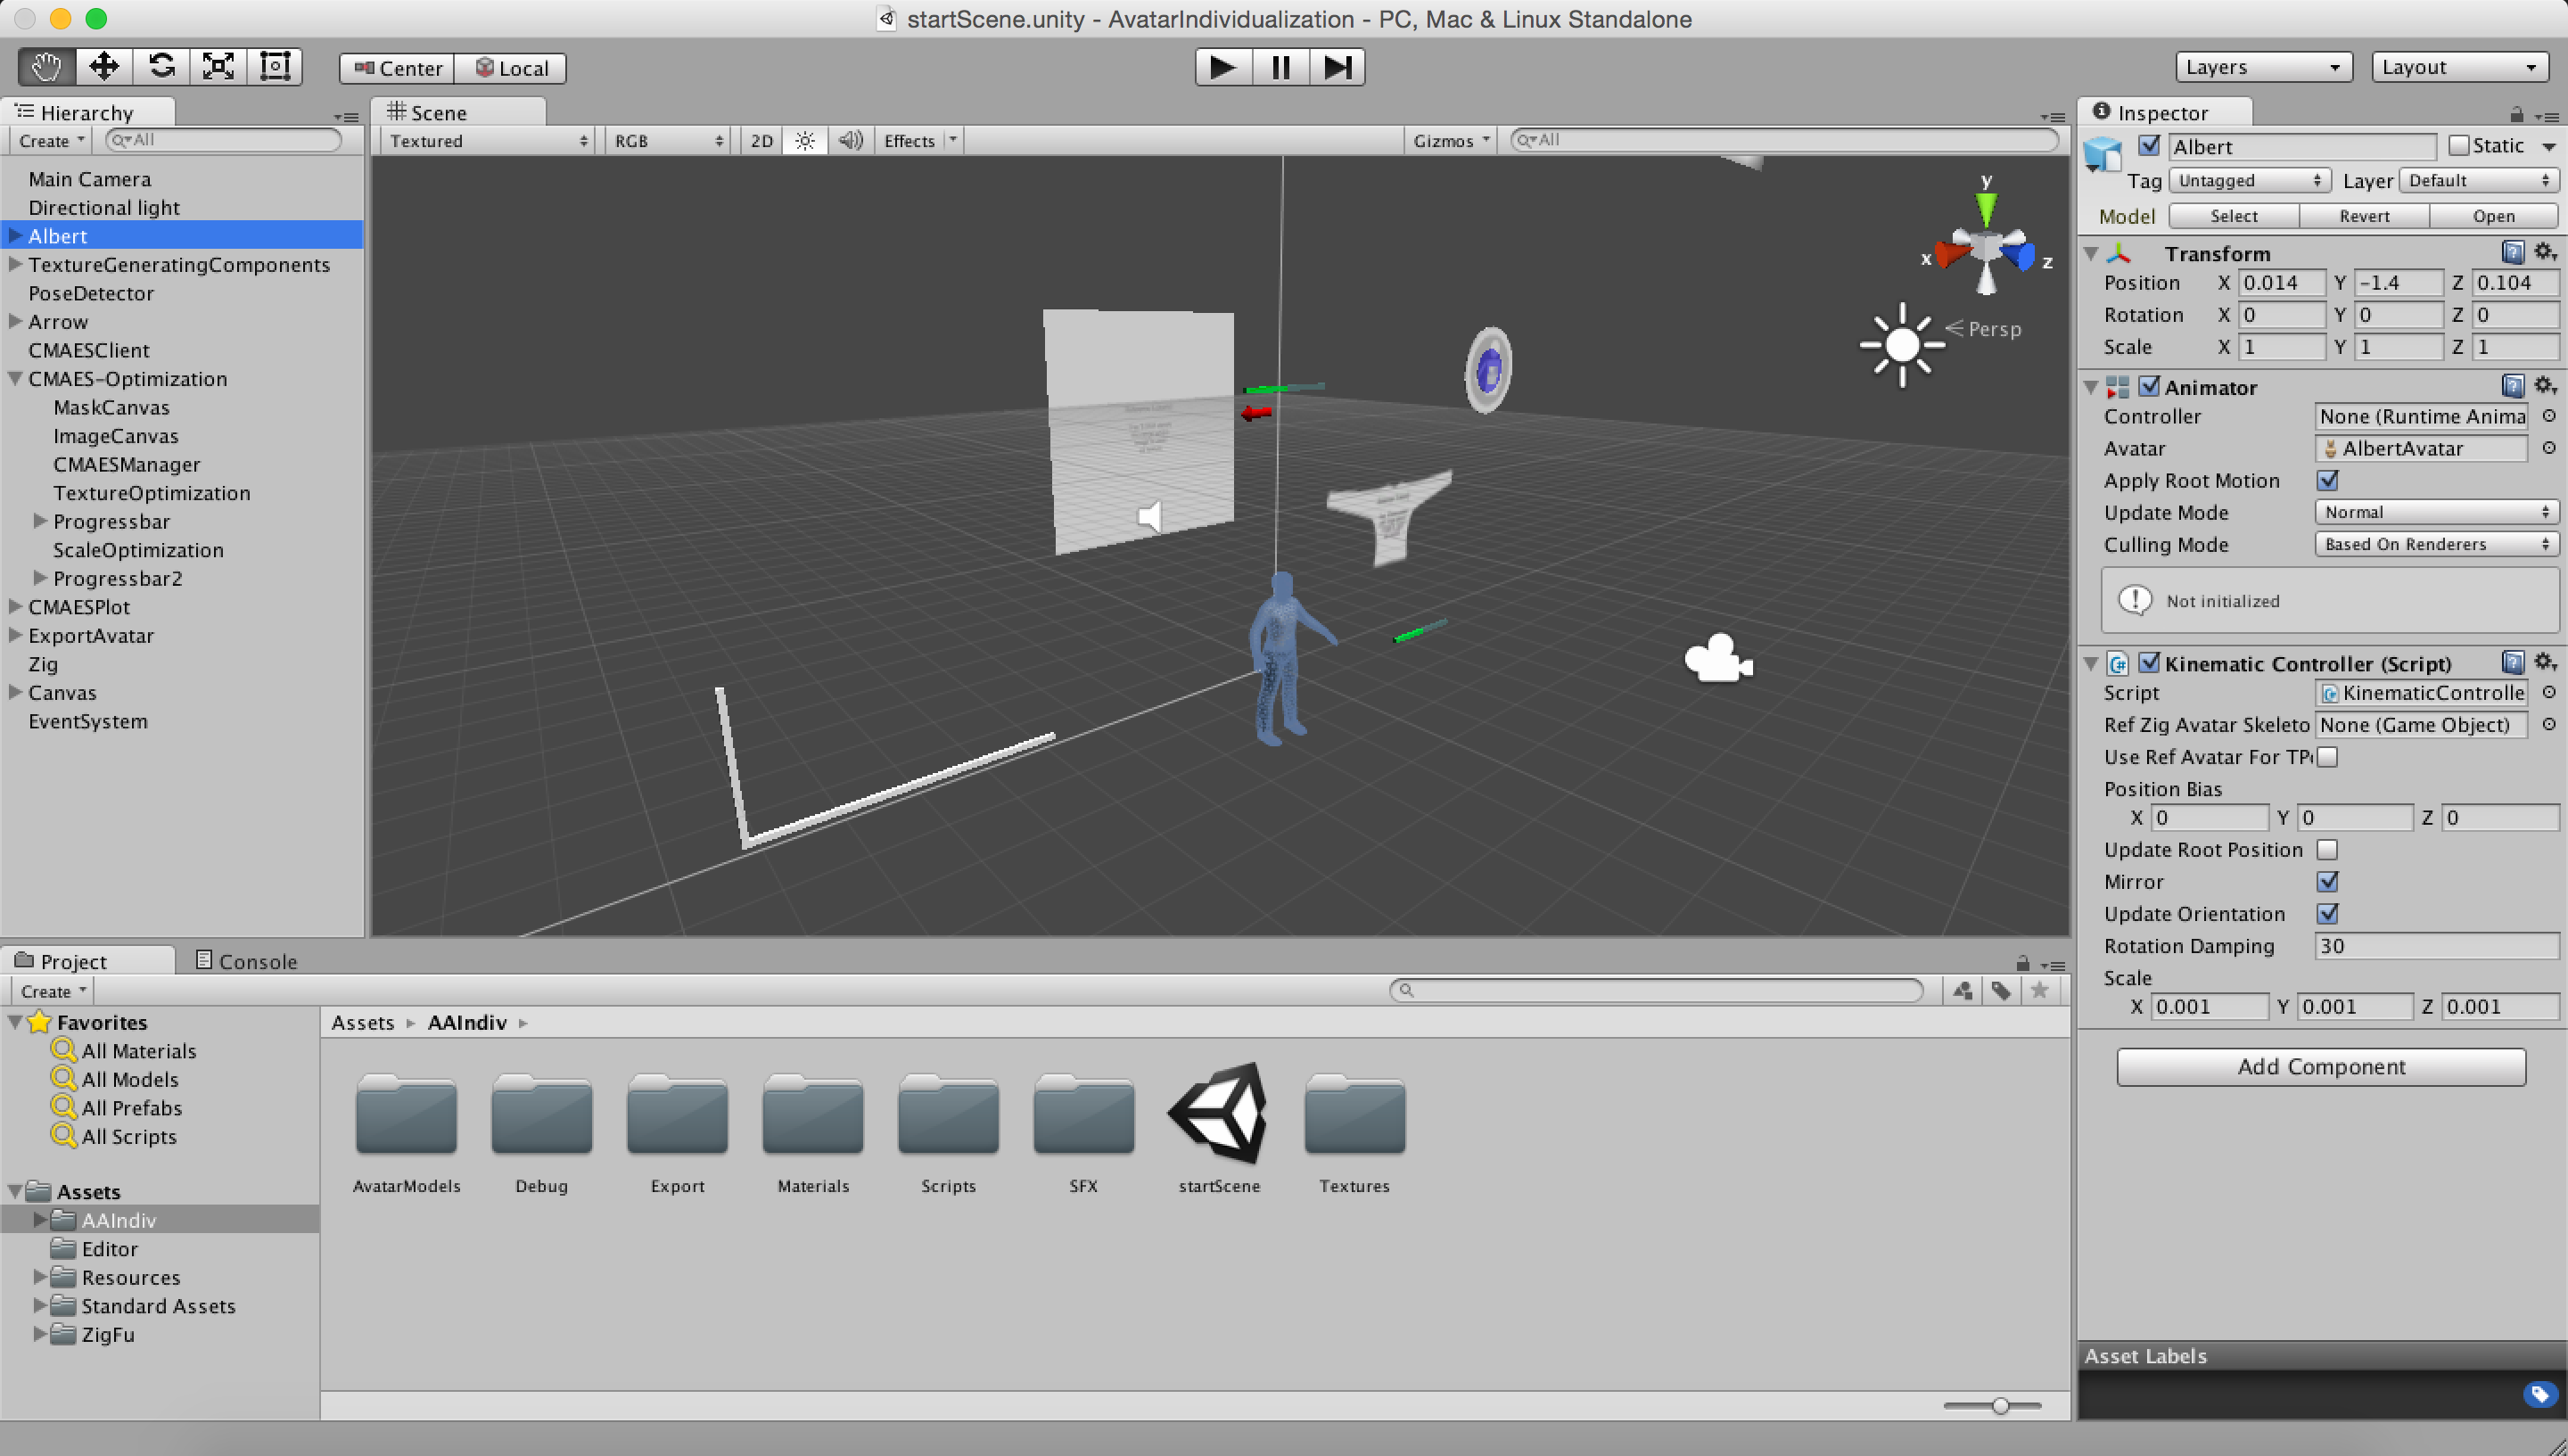 startScene.unity - AvatarIndividualization - PC, Mac & Linux Standalone
Center Local Layers Layout
Hierarchy
Create All
Main Camera
Directional light
Albert
TextureGeneratingComponents
PoseDetector
Arrow
CMAESClient
CMAES-Optimization
MaskCanvas
ImageCanvas
CMAESManager
TextureOptimization
Progressbar
ScaleOptimization
Progressbar2
CMAESPlot
ExportAvatar
Zig
Canvas
EventSystem
Scene
Textured RGB 2D Effects Gizmos All
y
x z
Persp
Inspector
Albert Static
Tag Untagged Layer Default
Model Select Revert Open
Transform
Position X 0.014 Y -1.4 Z 0.104
Rotation X 0 Y 0 Z 0
Scale X 1 Y 1 Z 1
Animator
Controller None (Runtime Anima
Avatar AlbertAvatar
Apply Root Motion
Update Mode Normal
Culling Mode Based On Renderers
Not initialized
Kinematic Controller (Script)
Script KinematicControlle
Ref Zig Avatar Skeleto None (Game Object)
Use Ref Avatar For TP
Position Bias
X 0 Y 0 Z 0
Update Root Position
Mirror
Update Orientation
Rotation Damping 30
Scale
X 0.001 Y 0.001 Z 0.001
Add Component
Asset Labels
Project Console
Create
Favorites
All Materials
All Models
All Prefabs
All Scripts
Assets
AAIndiv
Editor
Resources
Standard Assets
ZigFu
Assets AAIndiv
AvatarModels Debug Export Materials Scripts SFX startScene Textures